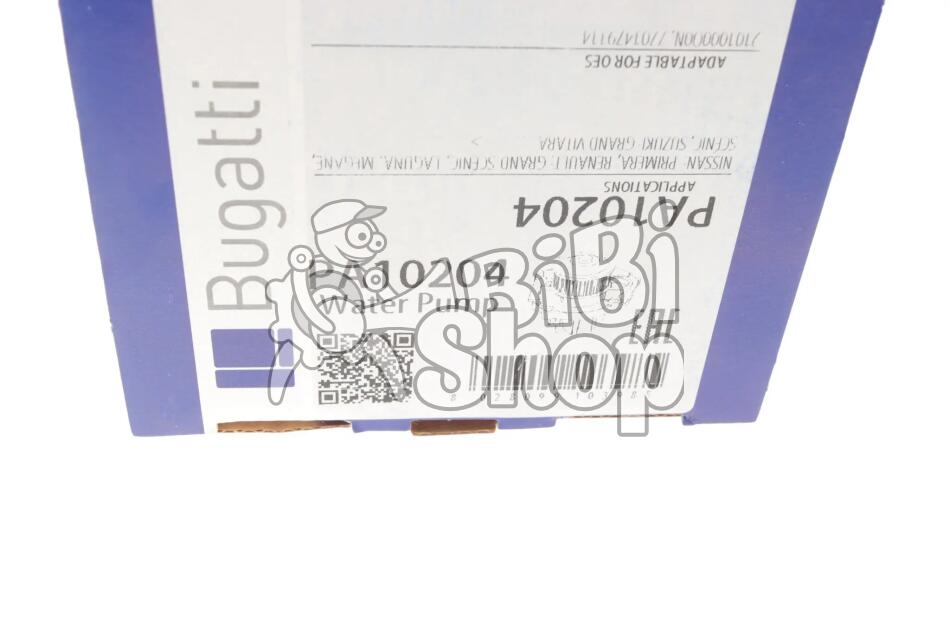 Bugatti
PA10204
Water Pump
PA10204
APPLICATIONS
NISSAN: PRIMERA, RENAULT: GRAND SCENIC, LAGUNA, MEGANE,
SCENIC, SUZUKI: GRAND VITARA
>
ADAPTABLE FOR OES
7701479114
EAC
BiBi
Shop